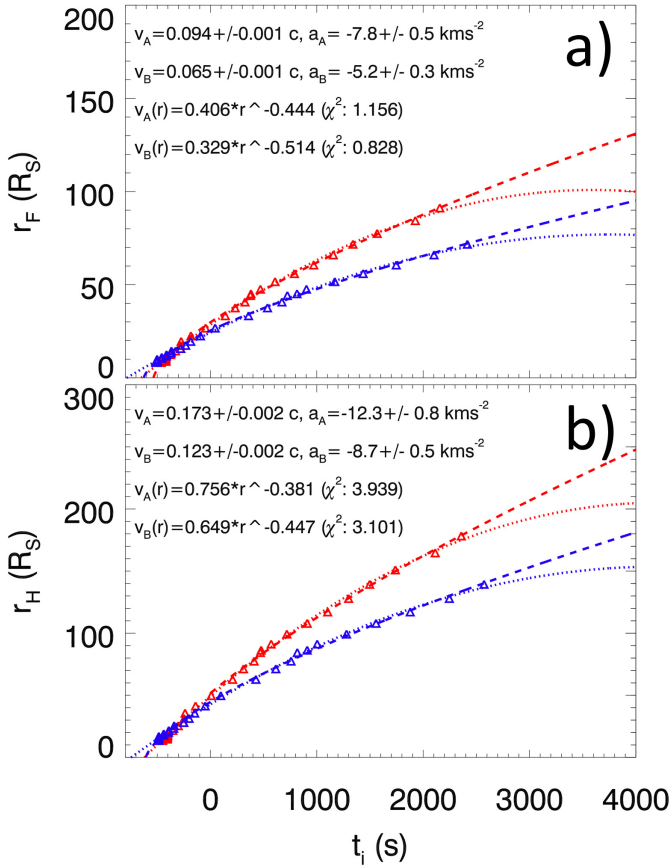 200
v_A=0.094+/-0.001 c, a_A= -7.8+/- 0.5 kms^-2
a)
v_B=0.065+/-0.001 c, a_B= -5.2+/- 0.3 kms^-2
150
v_A(r)=0.406*r^-0.444 (χ²: 1.156)
v_B(r)=0.329*r^-0.514 (χ²: 0.828)
r_F (R_S)
100
50
0
300
v_A=0.173+/-0.002 c, a_A=-12.3+/- 0.8 kms^-2
b)
v_B=0.123+/-0.002 c, a_B= -8.7+/- 0.5 kms^-2
v_A(r)=0.756*r^-0.381 (χ²: 3.939)
200
v_B(r)=0.649*r^-0.447 (χ²: 3.101)
r_H (R_S)
100
0
0 1000 2000 3000 4000
t_i (s)